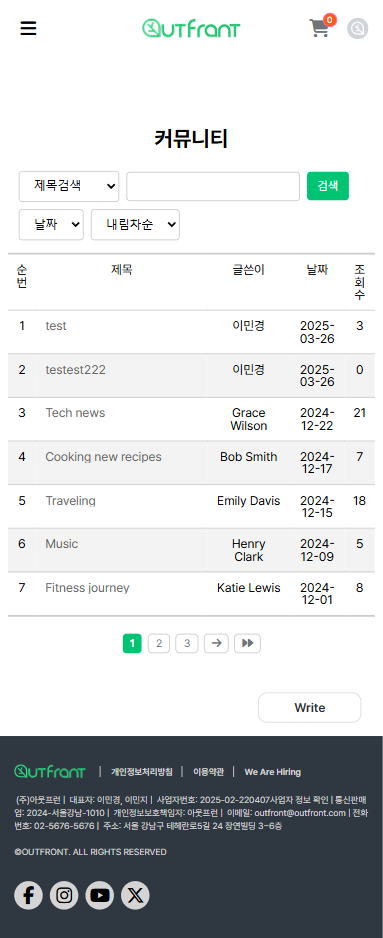 OUTFRANT
0
커뮤니티
제목검색 검색
날짜 내림차순
순번 제목 글쓴이 날짜 조회수
1 test 이민경 2025-03-26 3
2 testest222 이민경 2025-03-26 0
3 Tech news Grace Wilson 2024-12-22 21
4 Cooking new recipes Bob Smith 2024-12-17 7
5 Traveling Emily Davis 2024-12-15 18
6 Music Henry Clark 2024-12-09 5
7 Fitness journey Katie Lewis 2024-12-01 8
1 2 3
Write
OUTFRANT | 개인정보처리방침 | 이용약관 | We Are Hiring
(주)아웃프런 | 대표자: 이민경, 이민지 | 사업자번호: 2025-02-220407사업자 정보 확인 | 통신판매
업: 2024-서울강남-1010 | 개인정보보호책임자: 아웃프런 | 이메일: outfront@outfront.com | 전화
번호: 02-5676-5676 | 주소: 서울 강남구 테헤란로5길 24 장연빌딩 3-6층
©OUTFRONT. ALL RIGHTS RESERVED